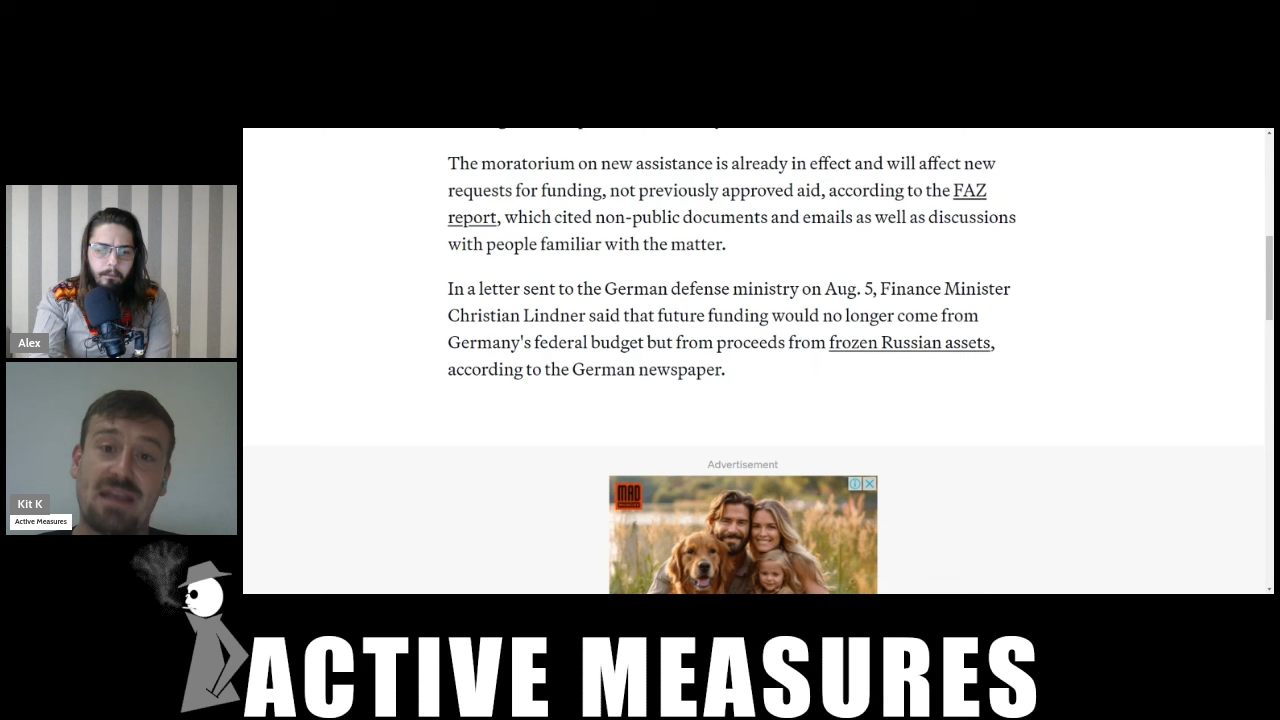 The moratorium on new assistance is already in effect and will affect new
requests for funding, not previously approved aid, according to the FAZ
report, which cited non-public documents and emails as well as discussions
with people familiar with the matter.
In a letter sent to the German defense ministry on Aug. 5, Finance Minister
Christian Lindner said that future funding would no longer come from
Germany's federal budget but from proceeds from frozen Russian assets,
according to the German newspaper.
Advertisement
MAD
Alex
Kit K
Active Measures
ACTIVE MEASURES